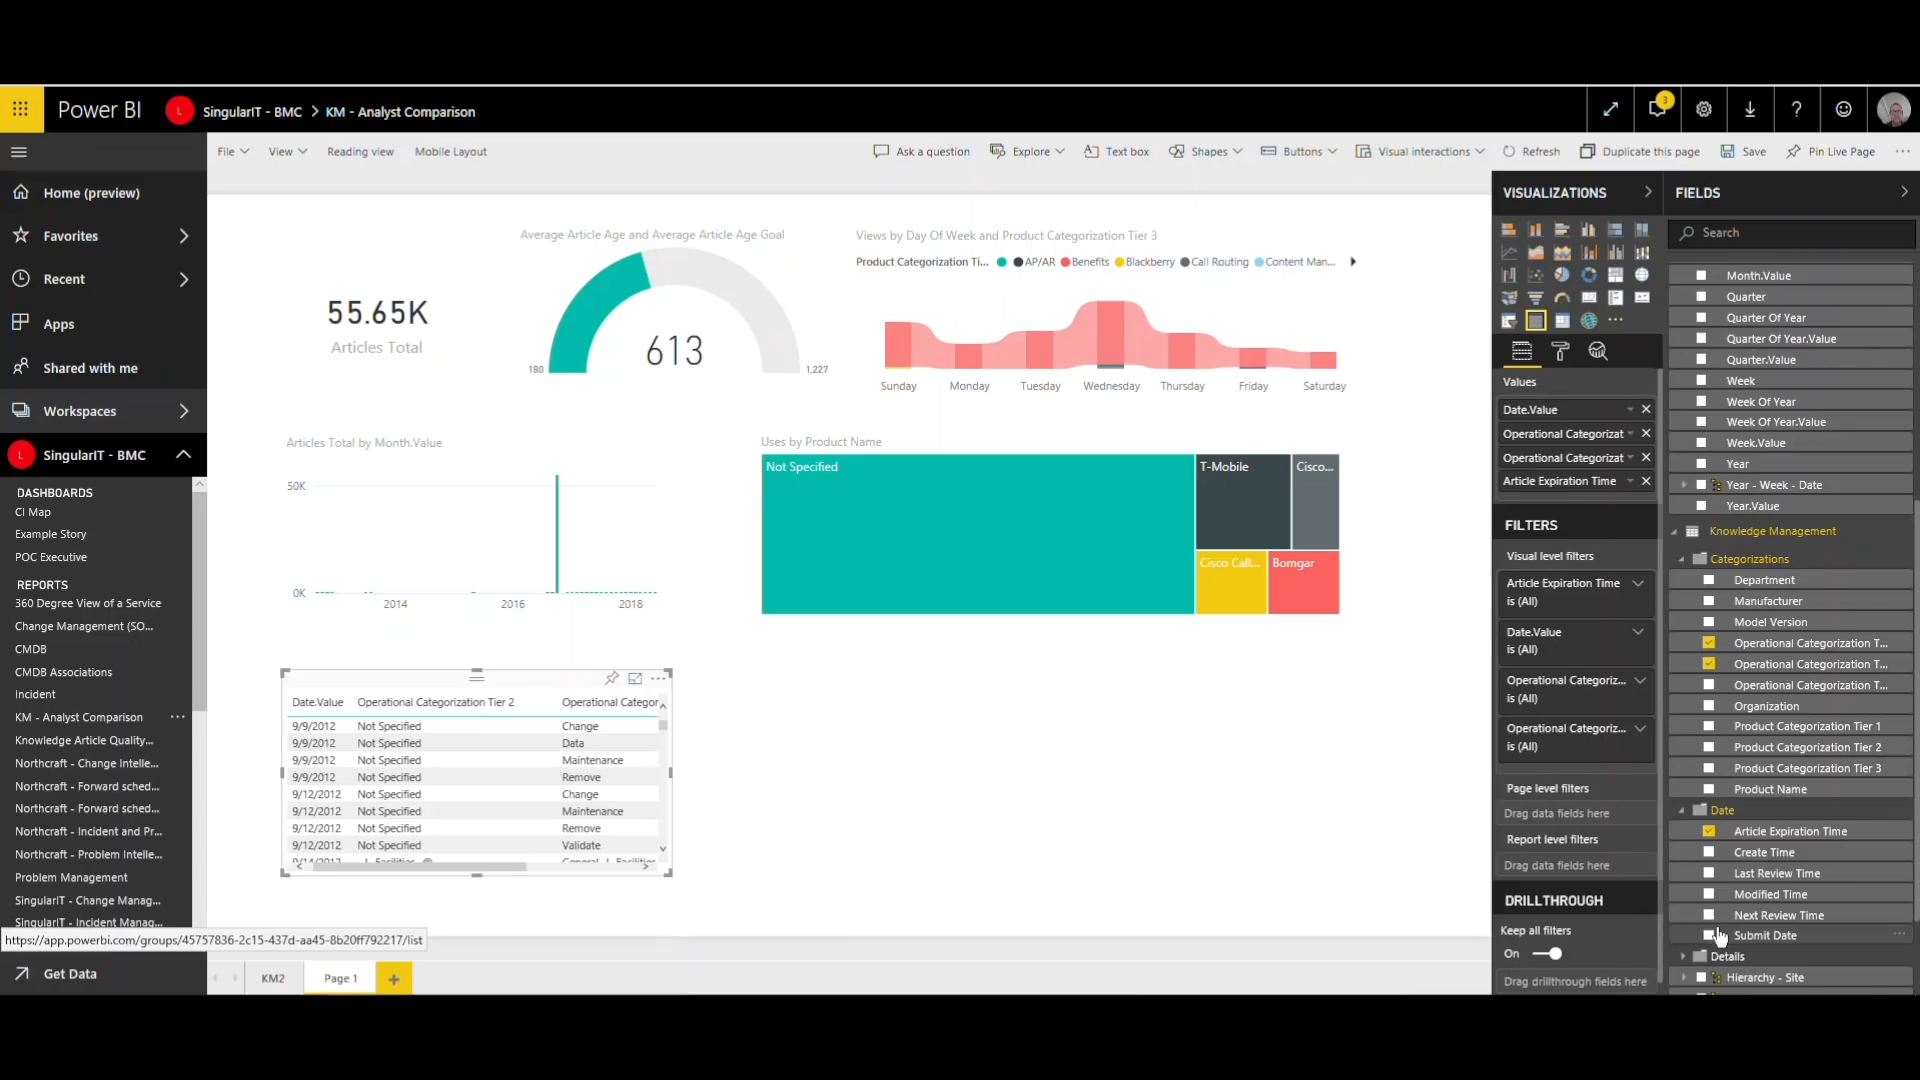 Power BI
L
SingularIT - BMC > KM - Analyst Comparison
3
?
File
View
Reading view
Mobile Layout
Ask a question
Explore
Text box
Shapes
Buttons
Visual interactions
Refresh
Duplicate this page
Save
Pin Live Page
Home (preview)
Favorites
Recent
Apps
Shared with me
Workspaces
L
SingularIT - BMC
DASHBOARDS
CI Map
Example Story
POC Executive
REPORTS
360 Degree View of a Service
Change Management (SO...
CMDB
CMDB Associations
Incident
KM - Analyst Comparison
Knowledge Article Quality...
Northcraft - Change Intelle...
Northcraft - Forward sched...
Northcraft - Forward sched...
Northcraft - Incident and Pr...
Northcraft - Problem Intelle...
Problem Management
SingularIT - Change Manag...
SingularIT - Incident Manag...
https://app.powerbi.com/groups/45757836-2c15-437d-aa45-8b20ff792217/list
Get Data
55.65K
Articles Total
Average Article Age and Average Article Age Goal
613
180
1,227
Views by Day Of Week and Product Categorization Tier 3
Product Categorization Ti...
AP/AR
Benefits
Blackberry
Call Routing
Content Man...
Sunday
Monday
Tuesday
Wednesday
Thursday
Friday
Saturday
Articles Total by Month.Value
50K
0K
2014
2016
2018
Uses by Product Name
Not Specified
T-Mobile
Cisco...
Cisco Call...
Bomgar
Date.Value Operational Categorization Tier 2 Operational Categor
9/9/2012 Not Specified Change
9/9/2012 Not Specified Data
9/9/2012 Not Specified Maintenance
9/9/2012 Not Specified Remove
9/12/2012 Not Specified Change
9/12/2012 Not Specified Maintenance
9/12/2012 Not Specified Remove
9/12/2012 Not Specified Validate
KM2
Page 1
+
VISUALIZATIONS
Values
Date.Value
Operational Categorizat
Operational Categorizat
Article Expiration Time
FILTERS
Visual level filters
Article Expiration Time
is (All)
Date.Value
is (All)
Operational Categoriz...
is (All)
Operational Categoriz...
is (All)
Page level filters
Drag data fields here
Report level filters
Drag data fields here
DRILLTHROUGH
Keep all filters
On
Drag drillthrough fields here
FIELDS
Search
Month.Value
Quarter
Quarter Of Year
Quarter Of Year.Value
Quarter.Value
Week
Week Of Year
Week Of Year.Value
Week.Value
Year
Year - Week - Date
Year.Value
Knowledge Management
Categorizations
Department
Manufacturer
Model Version
Operational Categorization T...
Operational Categorization T...
Operational Categorization T...
Organization
Product Categorization Tier 1
Product Categorization Tier 2
Product Categorization Tier 3
Product Name
Date
Article Expiration Time
Create Time
Last Review Time
Modified Time
Next Review Time
Submit Date
Details
Hierarchy - Site